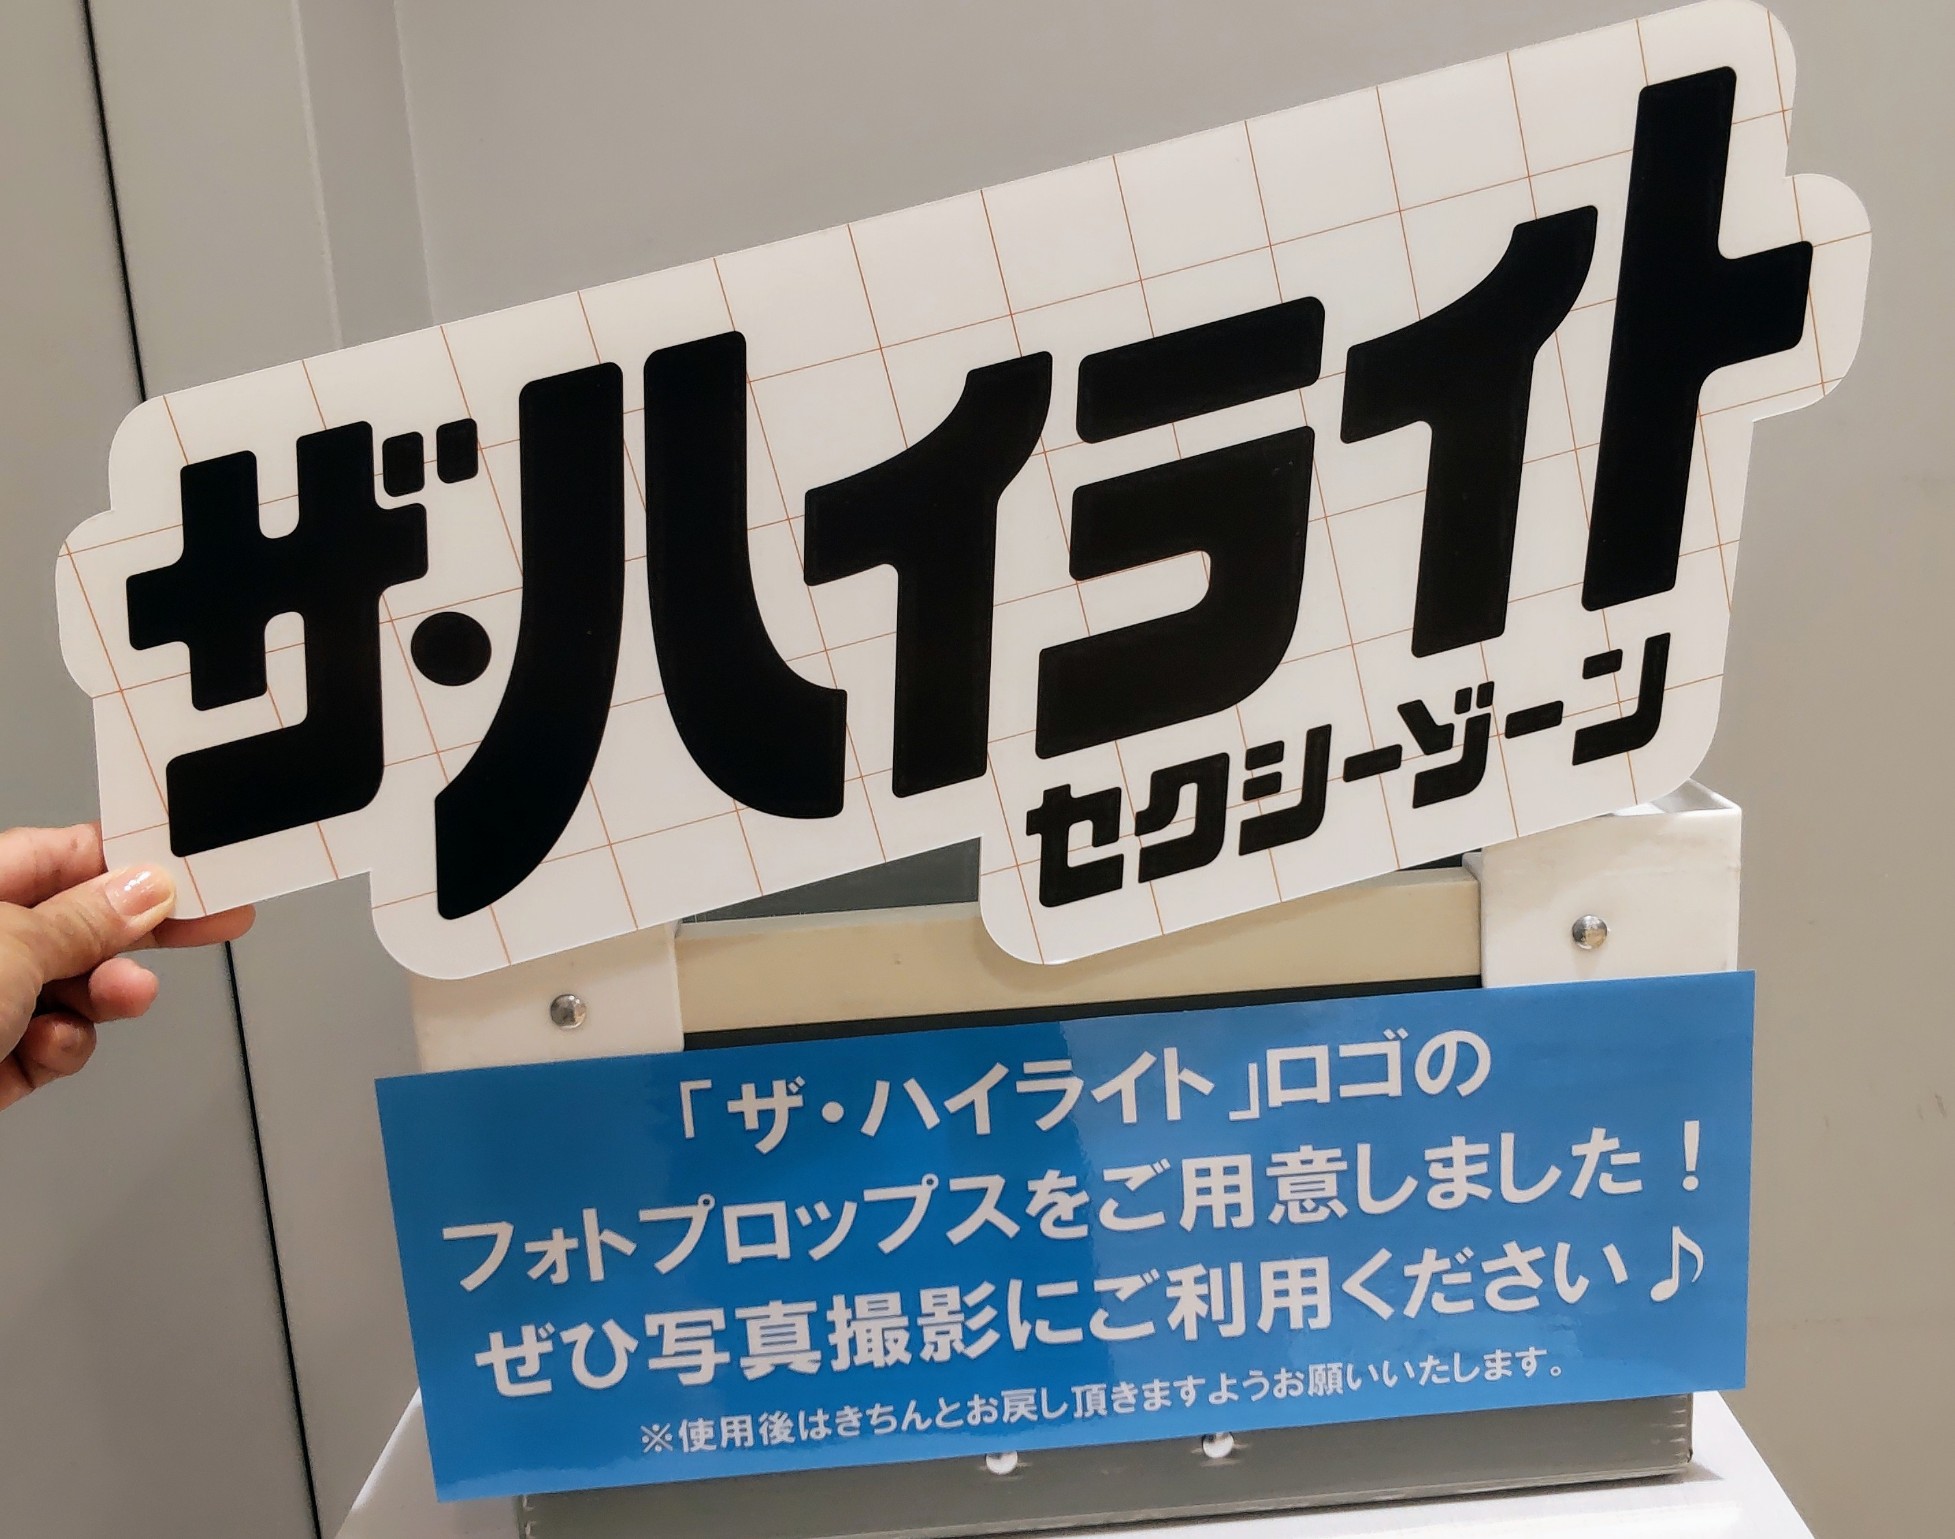 ザ・ハイライト
セクシーゾーン
「ザ・ハイライト」ロゴの
フォトプロップスをご用意しました！
ぜひ写真撮影にご利用ください♪
※使用後はきちんとお戻し頂きますようお願いいたします。